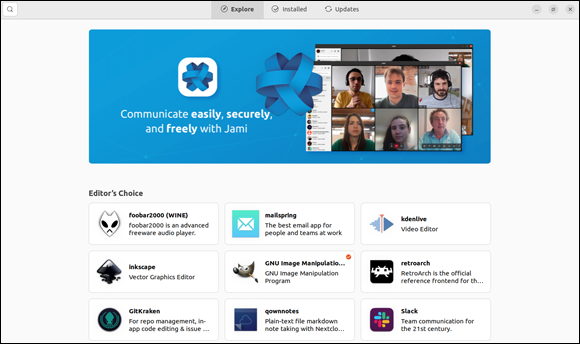 Explore
Installed
Updates
Communicate easily, securely,
and freely with Jami
Editor's Choice
foobar2000 (WINE)
foobar2000 is an advanced
freeware audio player.
mailspring
The best email app for
people and teams at work
kdenlive
Video Editor
inkscape
Vector Graphics Editor
GNU Image Manipulatio...
GNU Image Manipulation
Program
retroarch
RetroArch is the official
reference frontend for th...
GitKraken
For repo management, in-
app code editing & issue ...
qownnotes
Plain-text file markdown
note taking with Nextclo...
Slack
Team communication for
the 21st century.